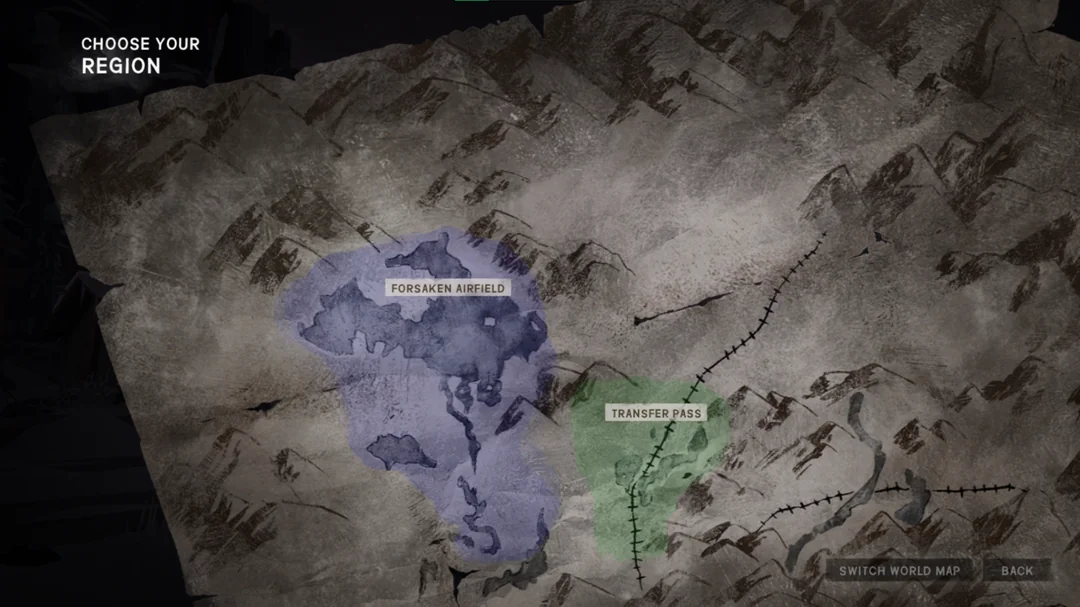 CHOOSE YOUR
REGION
FORSAKEN AIRFIELD
TRANSFER PASS
SWITCH WORLD MAP
BACK